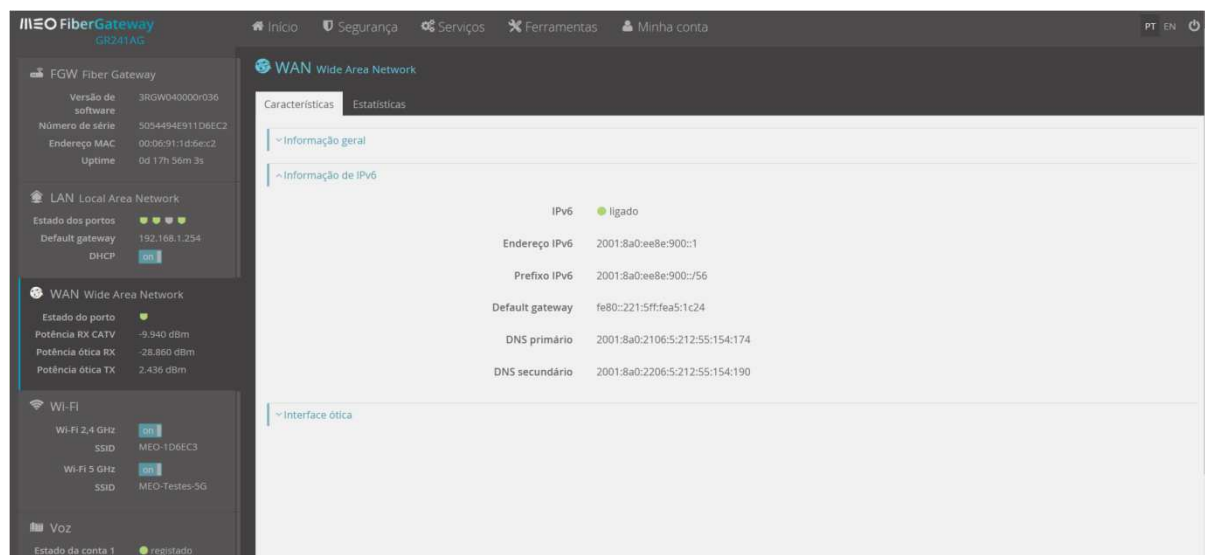 MEO FiberGateway
GR241AG
Início Segurança Serviços Ferramentas Minha conta PT EN
FGW Fiber Gateway
Versão de software 3RGW040000r036
Número de série 5054494E911D6EC2
Endereço MAC 00:06:91:1d:6e:c2
Uptime 0d 17h 56m 3s
LAN Local Area Network
Estado dos portos
Default gateway 192.168.1.254
DHCP on
WAN Wide Area Network
Estado do porto
Potência RX CATV -9.940 dBm
Potência ótica RX -28.860 dBm
Potência ótica TX 2.436 dBm
Wi-Fi
Wi-Fi 2,4 GHz on
SSID MEO-1D6EC3
Wi-Fi 5 GHz on
SSID MEO-Testes-5G
Voz
Estado da conta 1 registado
WAN Wide Area Network
Características Estatísticas
Informação geral
Informação de IPv6
IPv6 ligado
Endereço IPv6 2001:8a0:ee8e:900::1
Prefixo IPv6 2001:8a0:ee8e:900::/56
Default gateway fe80::221:5ff:fea5:1c24
DNS primário 2001:8a0:2106:5:212:55:154:174
DNS secundário 2001:8a0:2206:5:212:55:154:190
Interface ótica